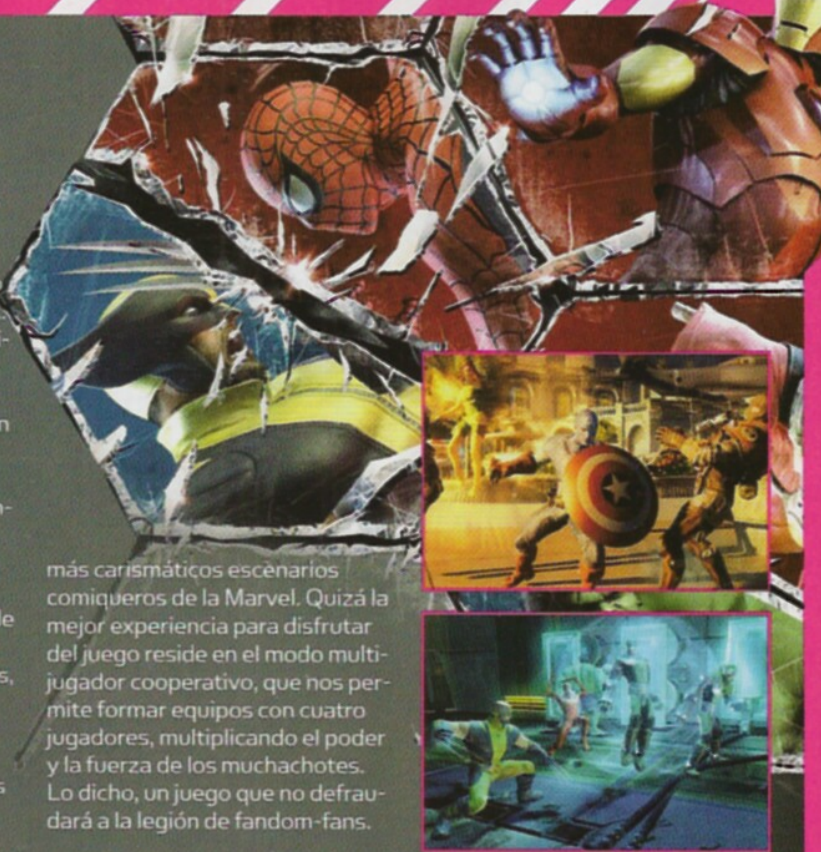 más carismáticos escenarios
comiqueros de la Marvel. Quizá la
mejor experiencia para disfrutar
del juego reside en el modo multi-
jugador cooperativo, que nos per-
mite formar equipos con cuatro
jugadores, multiplicando el poder
y la fuerza de los muchachotes.
Lo dicho, un juego que no defrau-
dará a la legión de fandom-fans.